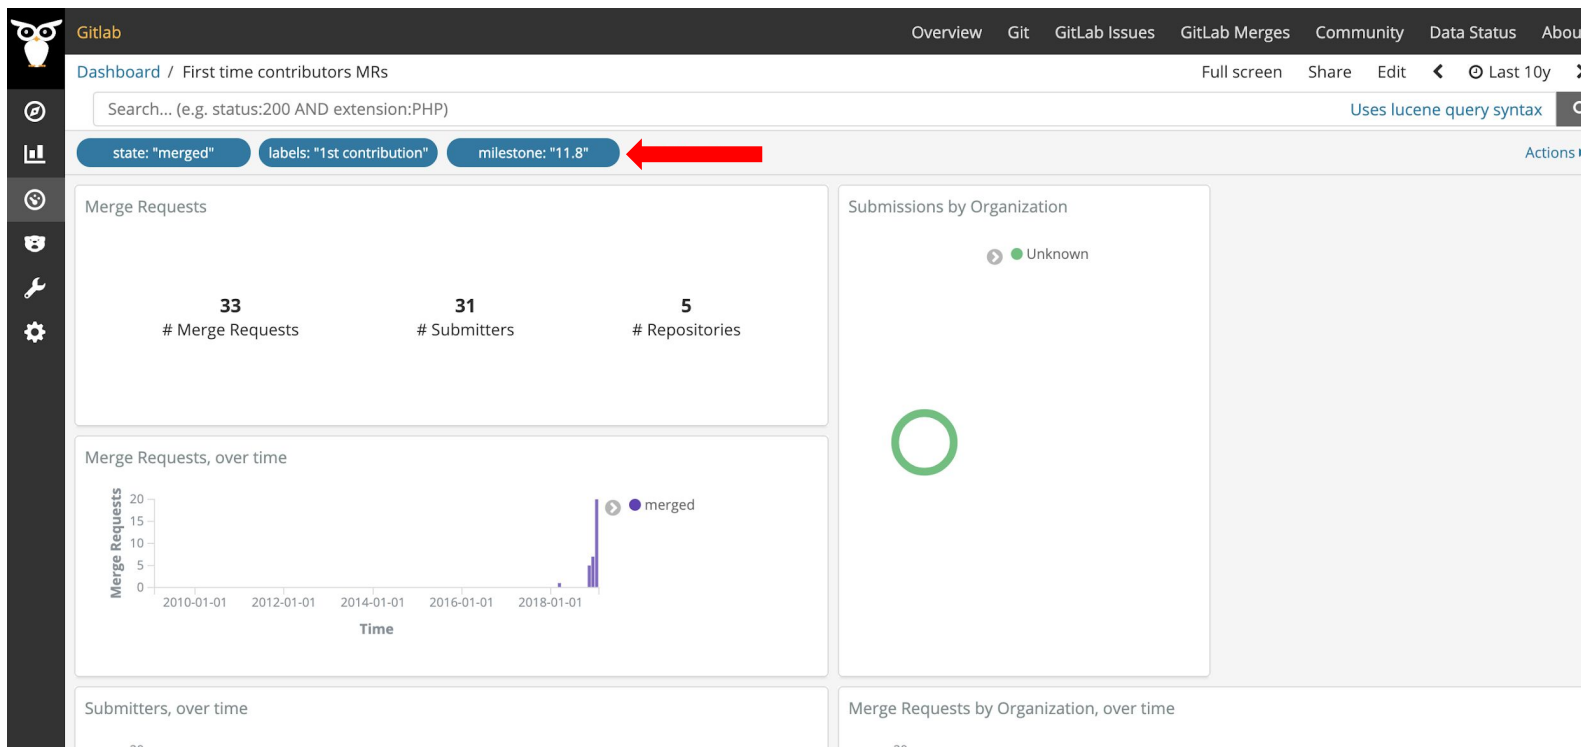 Gitlab Overview Git GitLab Issues GitLab Merges Community Data Status Abou
Dashboard / First time contributors MRs Full screen Share Edit Last 10y
Search... (e.g. status:200 AND extension:PHP) Uses lucene query syntax
state: "merged" labels: "1st contribution" milestone: "11.8" Actions
Merge Requests
33 31 5
# Merge Requests # Submitters # Repositories
Submissions by Organization
Unknown
Merge Requests, over time
Merge Requests
20
15
10
5
0
merged
2010-01-01 2012-01-01 2014-01-01 2016-01-01 2018-01-01
Time
Submitters, over time
Merge Requests by Organization, over time